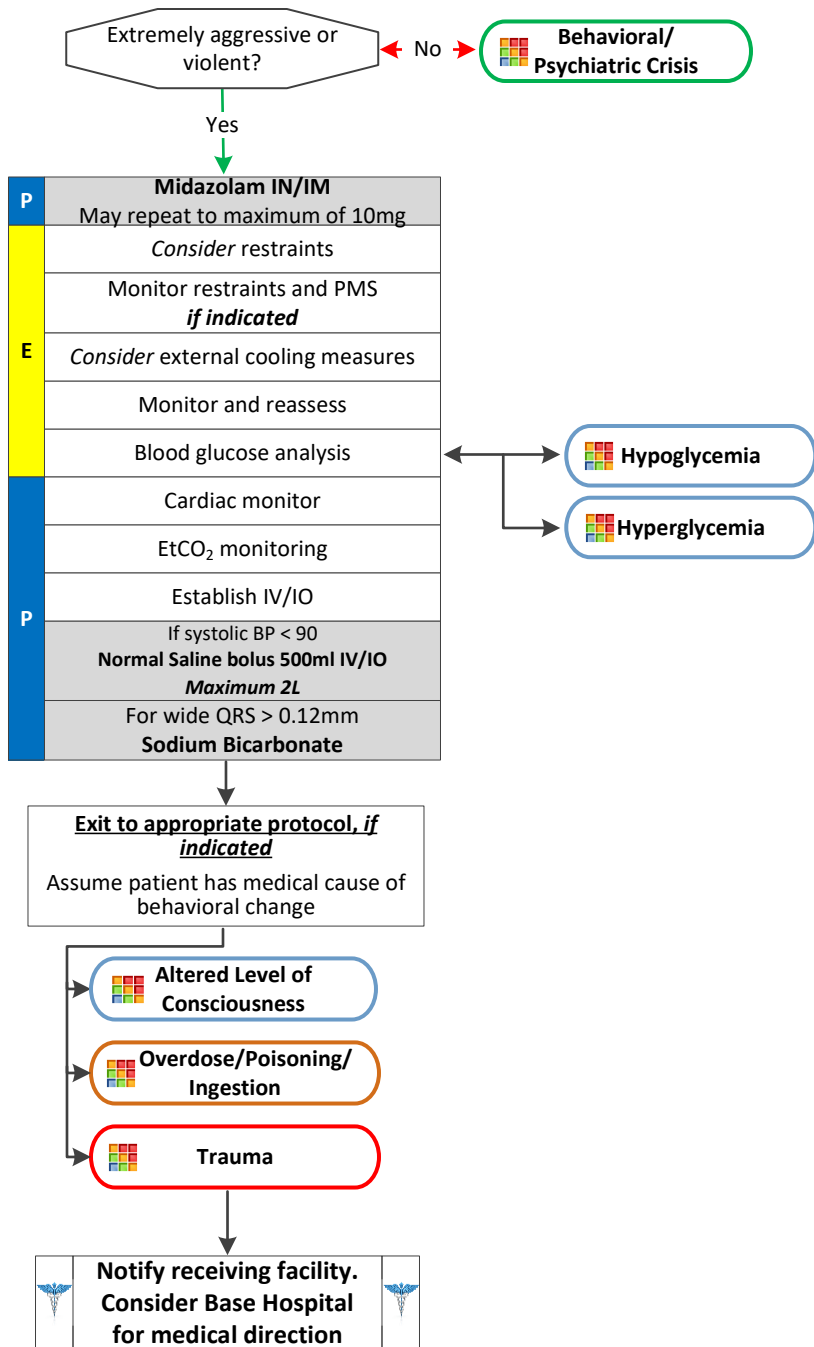 Extremely aggressive or
violent?
No
Behavioral/
Psychiatric Crisis
Yes
P
Midazolam IN/IM
May repeat to maximum of 10mg
E
Consider restraints
Monitor restraints and PMS
if indicated
Consider external cooling measures
Monitor and reassess
Blood glucose analysis
Hypoglycemia
Hyperglycemia
P
Cardiac monitor
EtCO₂ monitoring
Establish IV/IO
If systolic BP < 90
Normal Saline bolus 500ml IV/IO
Maximum 2L
For wide QRS > 0.12mm
Sodium Bicarbonate
Exit to appropriate protocol, if
indicated
Assume patient has medical cause of
behavioral change
Altered Level of
Consciousness
Overdose/Poisoning/
Ingestion
Trauma
Notify receiving facility.
Consider Base Hospital
for medical direction